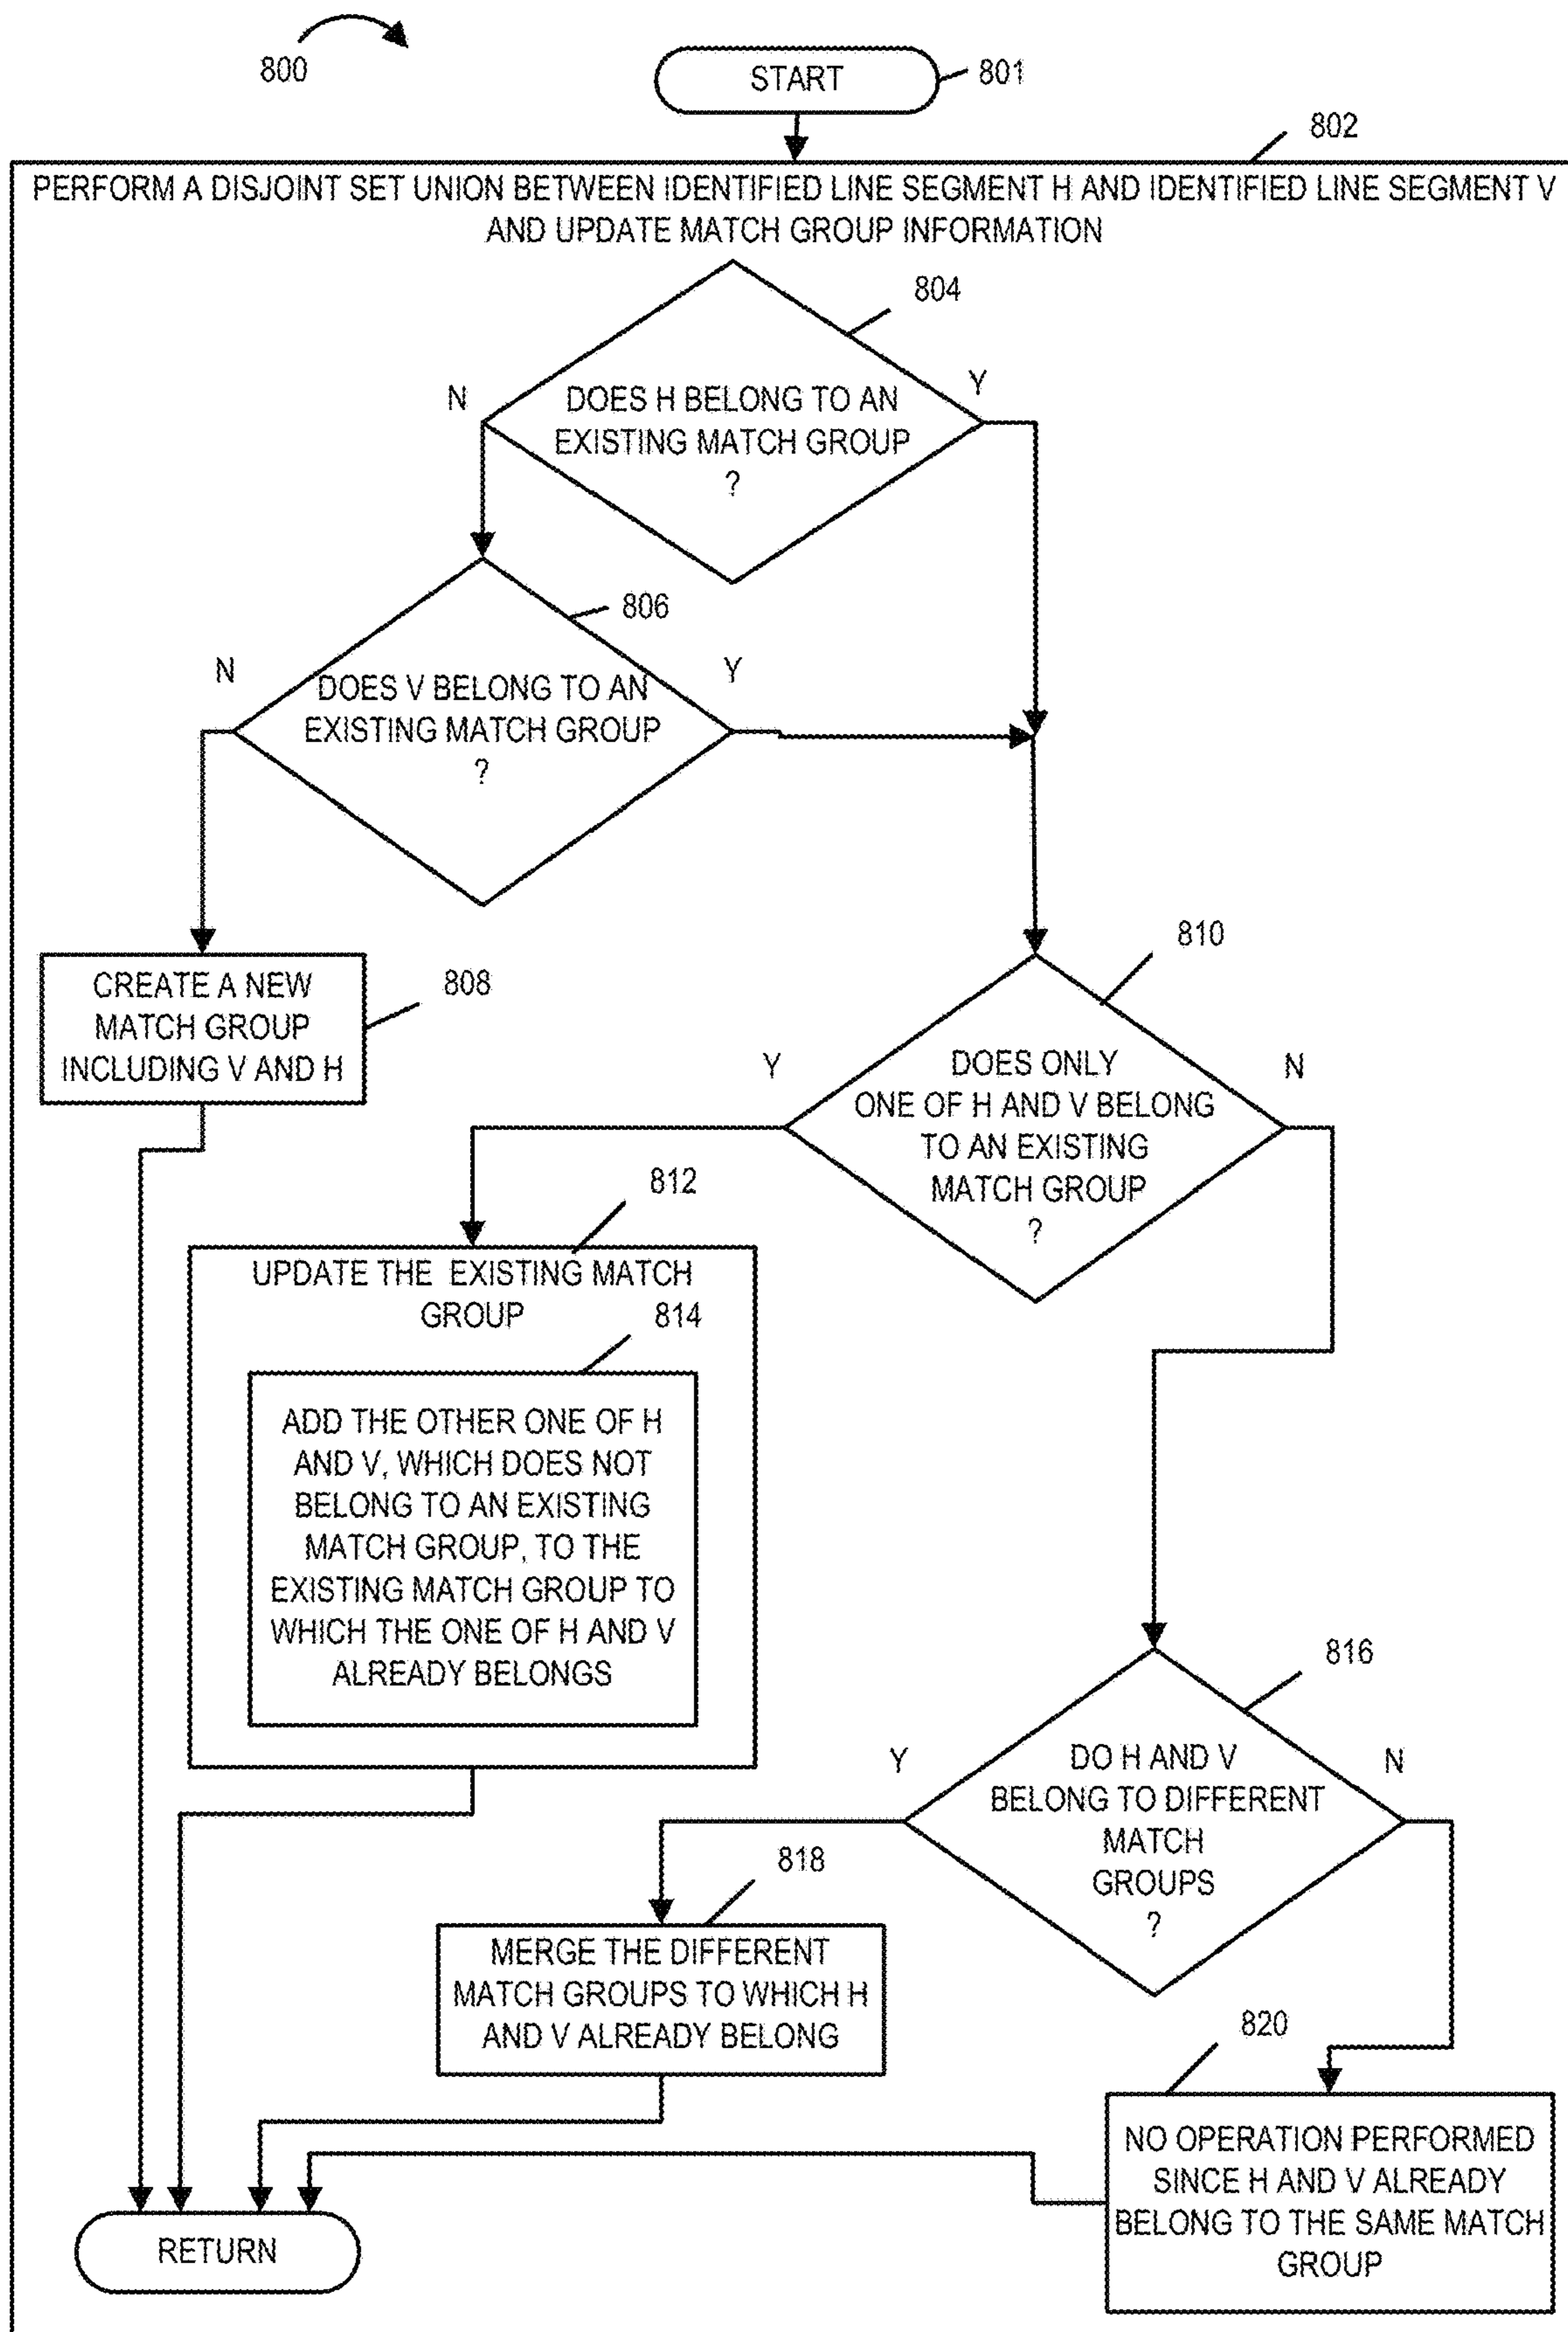 800
START
801
802
PERFORM A DISJOINT SET UNION BETWEEN IDENTIFIED LINE SEGMENT H AND IDENTIFIED LINE SEGMENT V
AND UPDATE MATCH GROUP INFORMATION
804
N
Y
DOES H BELONG TO AN
EXISTING MATCH GROUP
?
806
N
Y
DOES V BELONG TO AN
EXISTING MATCH GROUP
?
808
CREATE A NEW
MATCH GROUP
INCLUDING V AND H
810
Y
N
DOES ONLY
ONE OF H AND V BELONG
TO AN EXISTING
MATCH GROUP
?
812
UPDATE THE EXISTING MATCH
GROUP
814
ADD THE OTHER ONE OF H
AND V, WHICH DOES NOT
BELONG TO AN EXISTING
MATCH GROUP, TO THE
EXISTING MATCH GROUP TO
WHICH THE ONE OF H AND V
ALREADY BELONGS
816
Y
N
DO H AND V
BELONG TO DIFFERENT
MATCH
GROUPS
?
818
MERGE THE DIFFERENT
MATCH GROUPS TO WHICH H
AND V ALREADY BELONG
820
NO OPERATION PERFORMED
SINCE H AND V ALREADY
BELONG TO THE SAME MATCH
GROUP
RETURN